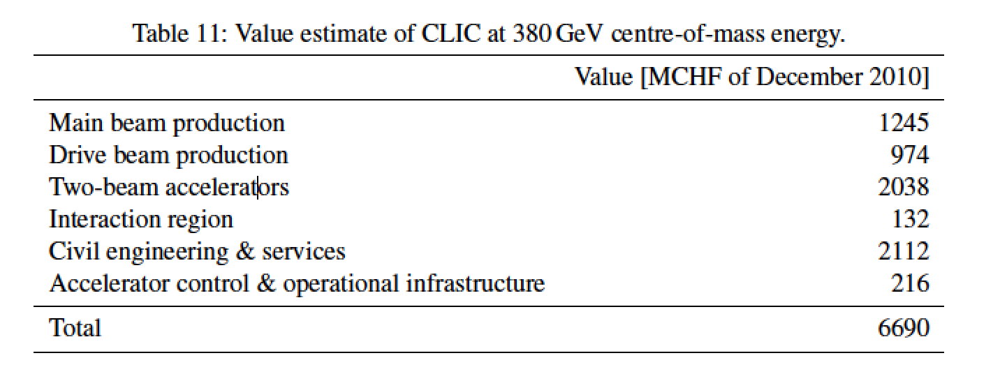 Table 11: Value estimate of CLIC at 380 GeV centre-of-mass energy.
Value [MCHF of December 2010]
Main beam production 1245
Drive beam production 974
Two-beam accelerators 2038
Interaction region 132
Civil engineering & services 2112
Accelerator control & operational infrastructure 216
Total 6690